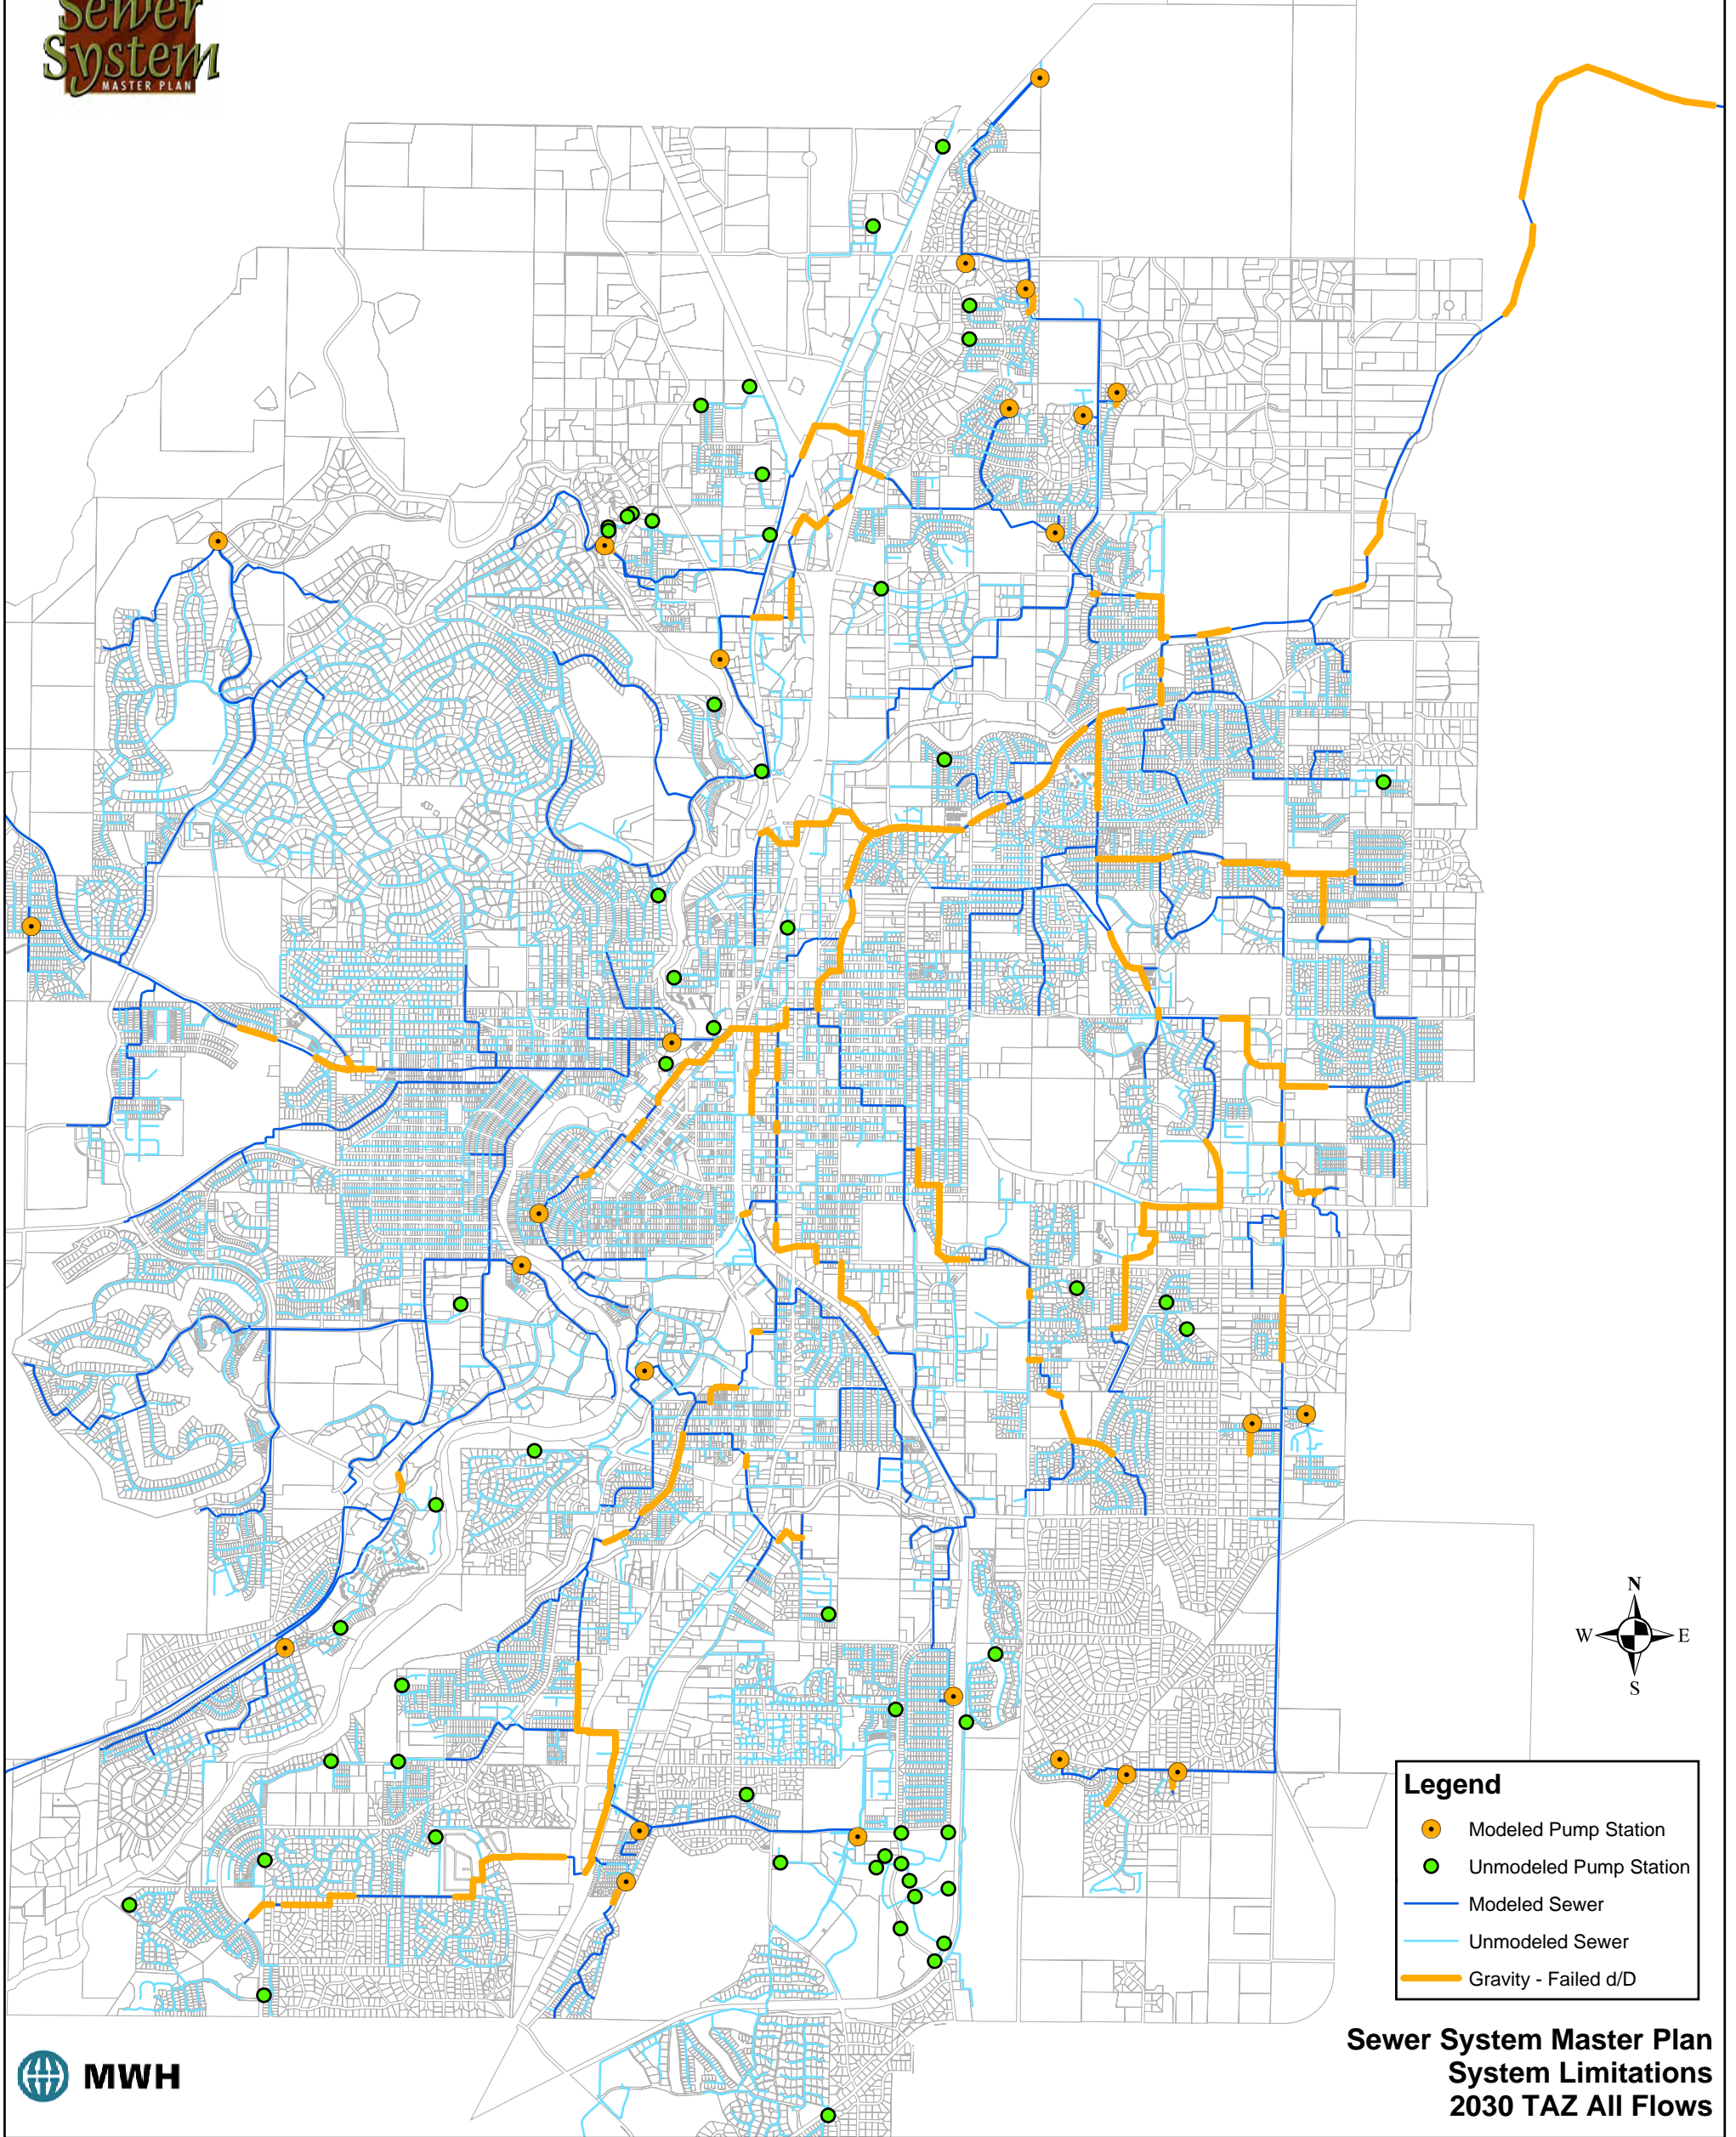 Sewer
System
MASTER PLAN
N
W E
S
Legend
Modeled Pump Station
Unmodeled Pump Station
Modeled Sewer
Unmodeled Sewer
Gravity - Failed d/D
MWH
Sewer System Master Plan
System Limitations
2030 TAZ All Flows